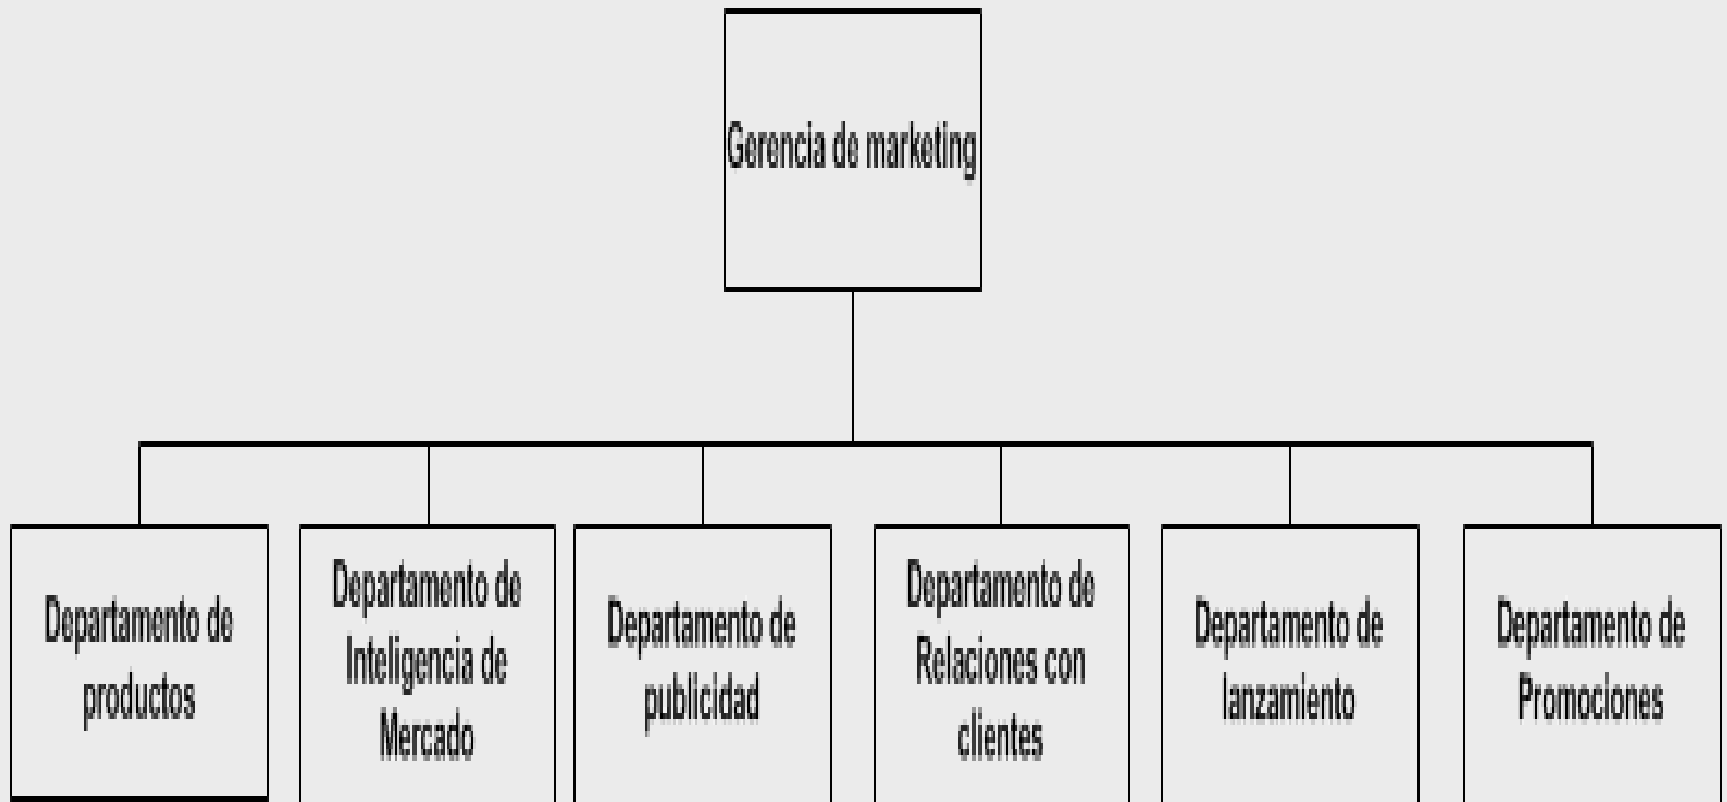 Gerencia de marketing
Departamento de
productos
Departamento de
Inteligencia de
Mercado
Departamento de
publicidad
Departamento de
Relaciones con
clientes
Departamento de
lanzamiento
Departamento de
Promociones